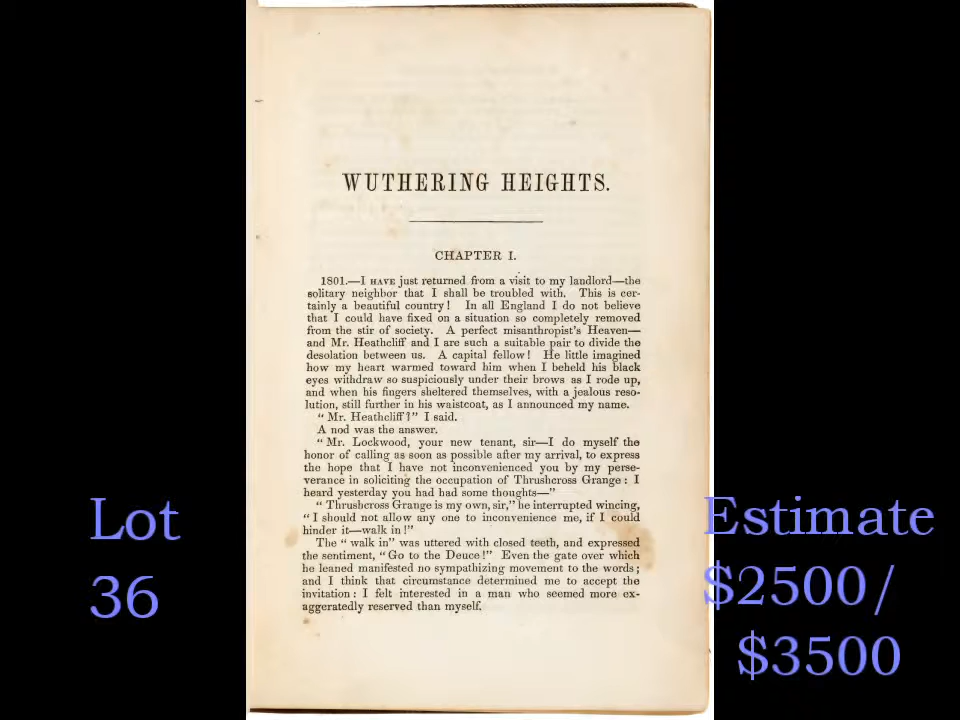 WUTHERING HEIGHTS.
CHAPTER I.
1801.—I HAVE just returned from a visit to my landlord—the
solitary neighbor that I shall be troubled with. This is cer-
tainly a beautiful country! In all England I do not believe
that I could have fixed on a situation so completely removed
from the stir of society. A perfect misanthropist's Heaven—
and Mr. Heathcliff and I are such a suitable pair to divide the
desolation between us. A capital fellow! He little imagined
how my heart warmed toward him when I beheld his black
eyes withdraw so suspiciously under their brows as I rode up,
and when his fingers sheltered themselves, with a jealous reso-
lution, still further in his waistcoat, as I announced my name.
"Mr. Heathcliff?" I said.
A nod was the answer.
"Mr. Lockwood, your new tenant, sir—I do myself the
honor of calling as soon as possible after my arrival, to express
the hope that I have not inconvenienced you by my perse-
verance in soliciting the occupation of Thrushcross Grange: I
heard yesterday you had had some thoughts—"
"Thrushcross Grange is my own, sir," he interrupted wincing,
"I should not allow any one to inconvenience me, if I could
hinder it—walk in!"
The "walk in" was uttered with closed teeth, and expressed
the sentiment, "Go to the Deuce!" Even the gate over which
he leaned manifested no sympathizing movement to the words;
and I think that circumstance determined me to accept the
invitation: I felt interested in a man who seemed more ex-
aggeratedly reserved than myself.
Lot
36
Estimate
$2500/
$3500